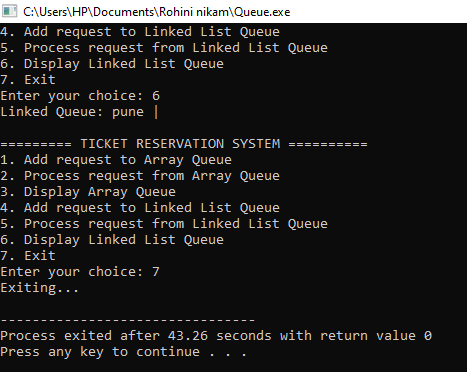 C:\Users\HP\Documents\Rohini nikam\Queue.exe
4. Add request to Linked List Queue
5. Process request from Linked List Queue
6. Display Linked List Queue
7. Exit
Enter your choice: 6
Linked Queue: pune |
========= TICKET RESERVATION SYSTEM ==========
1. Add request to Array Queue
2. Process request from Array Queue
3. Display Array Queue
4. Add request to Linked List Queue
5. Process request from Linked List Queue
6. Display Linked List Queue
7. Exit
Enter your choice: 7
Exiting...
--------------------------------
Process exited after 43.26 seconds with return value 0
Press any key to continue . . .